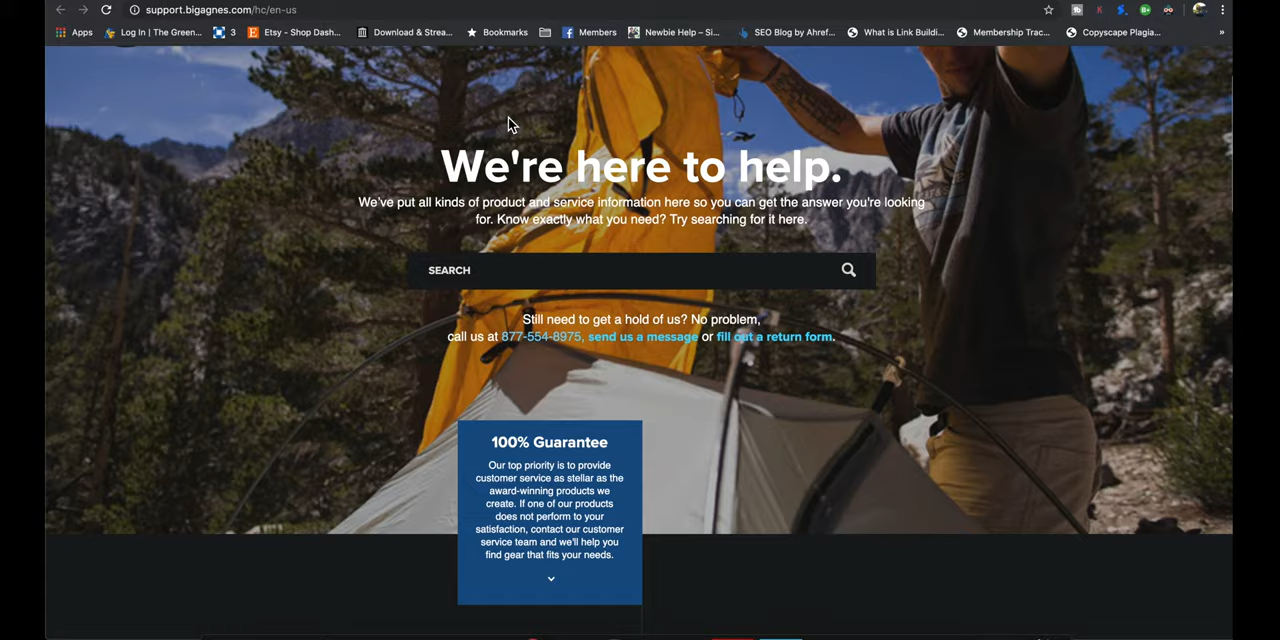 support.bigagnes.com/hc/en-us
Apps
Log In | The Green...
3
Etsy - Shop Dash...
Download & Strea...
Bookmarks
Members
Newbie Help – Si...
SEO Blog by Ahref...
What is Link Buildi...
Membership Trac...
Copyscape Plagia...
»
We're here to help.
We've put all kinds of product and service information here so you can get the answer you're looking
for. Know exactly what you need? Try searching for it here.
SEARCH
Still need to get a hold of us? No problem,
call us at 877-554-8975, send us a message or fill out a return form.
100% Guarantee
Our top priority is to provide
customer service as stellar as the
award-winning products we
create. If one of our products
does not perform to your
satisfaction, contact our customer
service team and we'll help you
find gear that fits your needs.